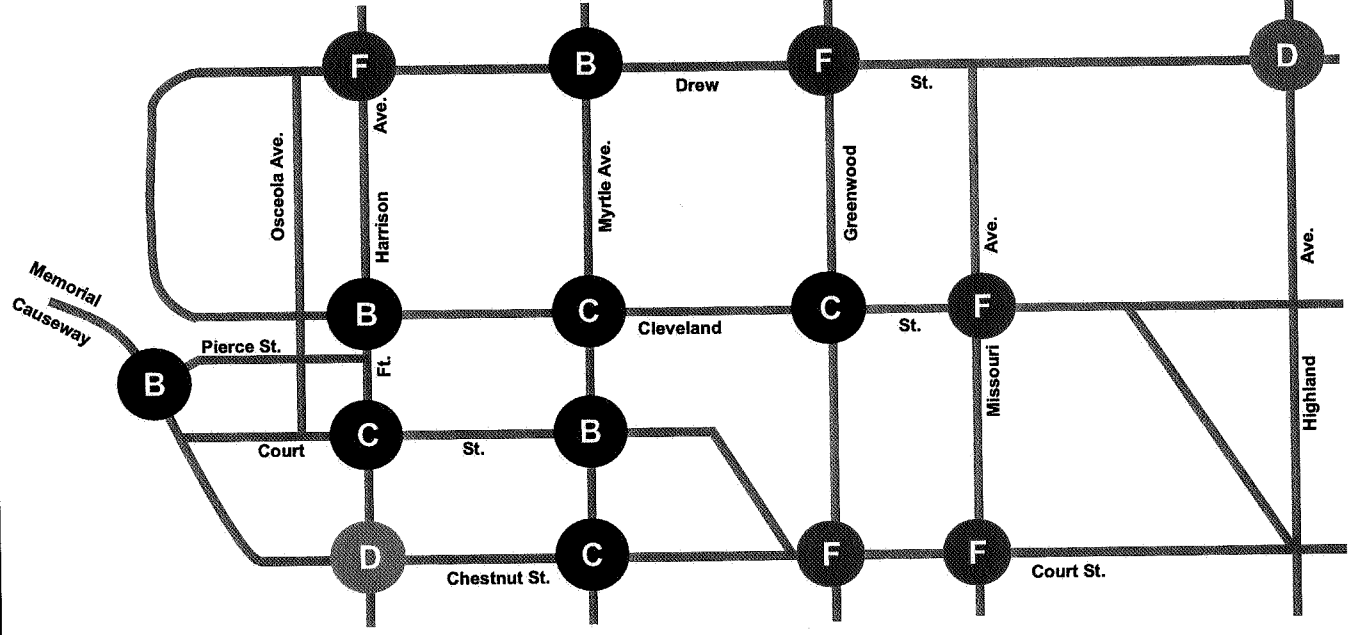 F
B
F
D
Drew
St.
Ave.
Osceola Ave.
Harrison
Myrtle Ave.
Greenwood
Ave.
Ave.
Memorial
Causeway
B
C
C
F
Cleveland
St.
Pierce St.
Ft.
B
Missouri
Highland
C
B
Court
St.
D
C
F
F
Chestnut St.
Court St.